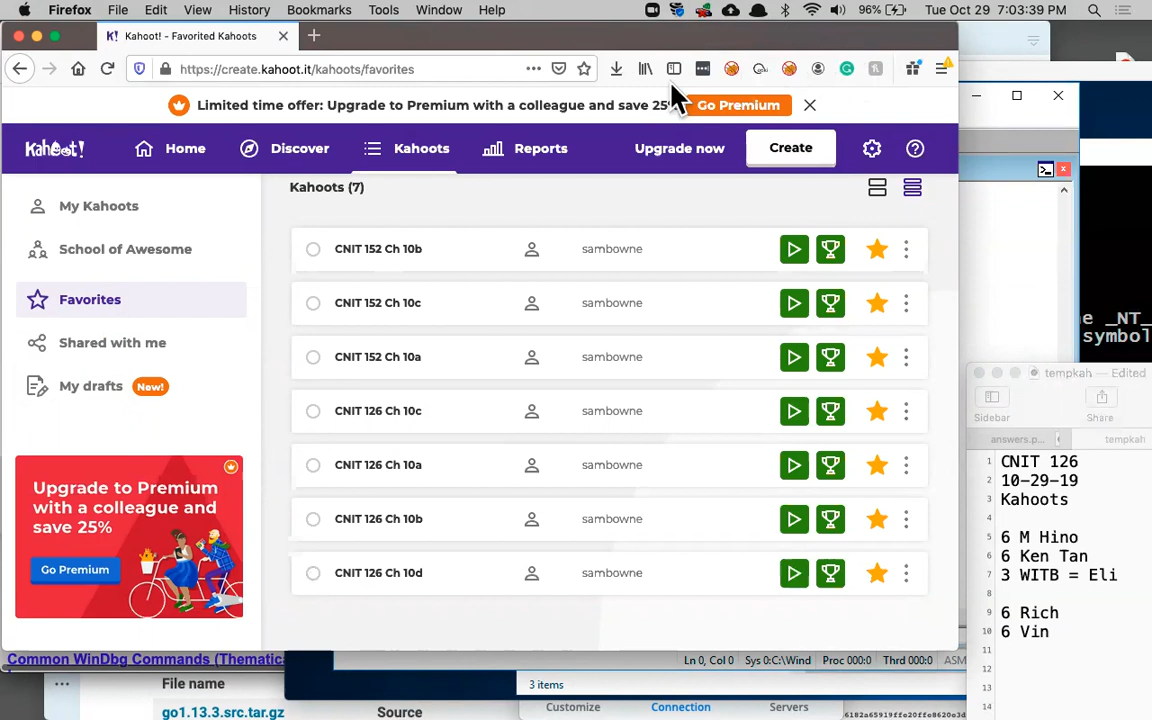 Firefox File Edit View History Bookmarks Tools Window Help 96% Tue Oct 29 7:03:39 PM
K! Kahoot! - Favorited Kahoots
https://create.kahoot.it/kahoots/favorites
Limited time offer: Upgrade to Premium with a colleague and save 25% Go Premium
Kahoot! Home Discover Kahoots Reports Upgrade now Create
Kahoots (7)
My Kahoots
School of Awesome
Favorites
Shared with me
My drafts New!
CNIT 152 Ch 10b sambowne
CNIT 152 Ch 10c sambowne
CNIT 152 Ch 10a sambowne
CNIT 126 Ch 10c sambowne
CNIT 126 Ch 10a sambowne
CNIT 126 Ch 10b sambowne
CNIT 126 Ch 10d sambowne
Upgrade to Premium
with a colleague and
save 25%
Go Premium
_NT_
symbol
tempkah — Edited
Sidebar Share
answers.p... tempkah
1 CNIT 126
2 10-29-19
3 Kahoots
4
5 6 M Hino
6 6 Ken Tan
7 3 WITB = Eli
8
9 6 Rich
10 6 Vin
11
12
13
14
Common WinDbg Commands (Thematic
Ln 0, Col 0 Sys 0:C:\Wind Proc 000:0 Thrd 000:0 ASM
File name
3 items
go1.13.3.src.tar.gz Source
Customize Connection Servers